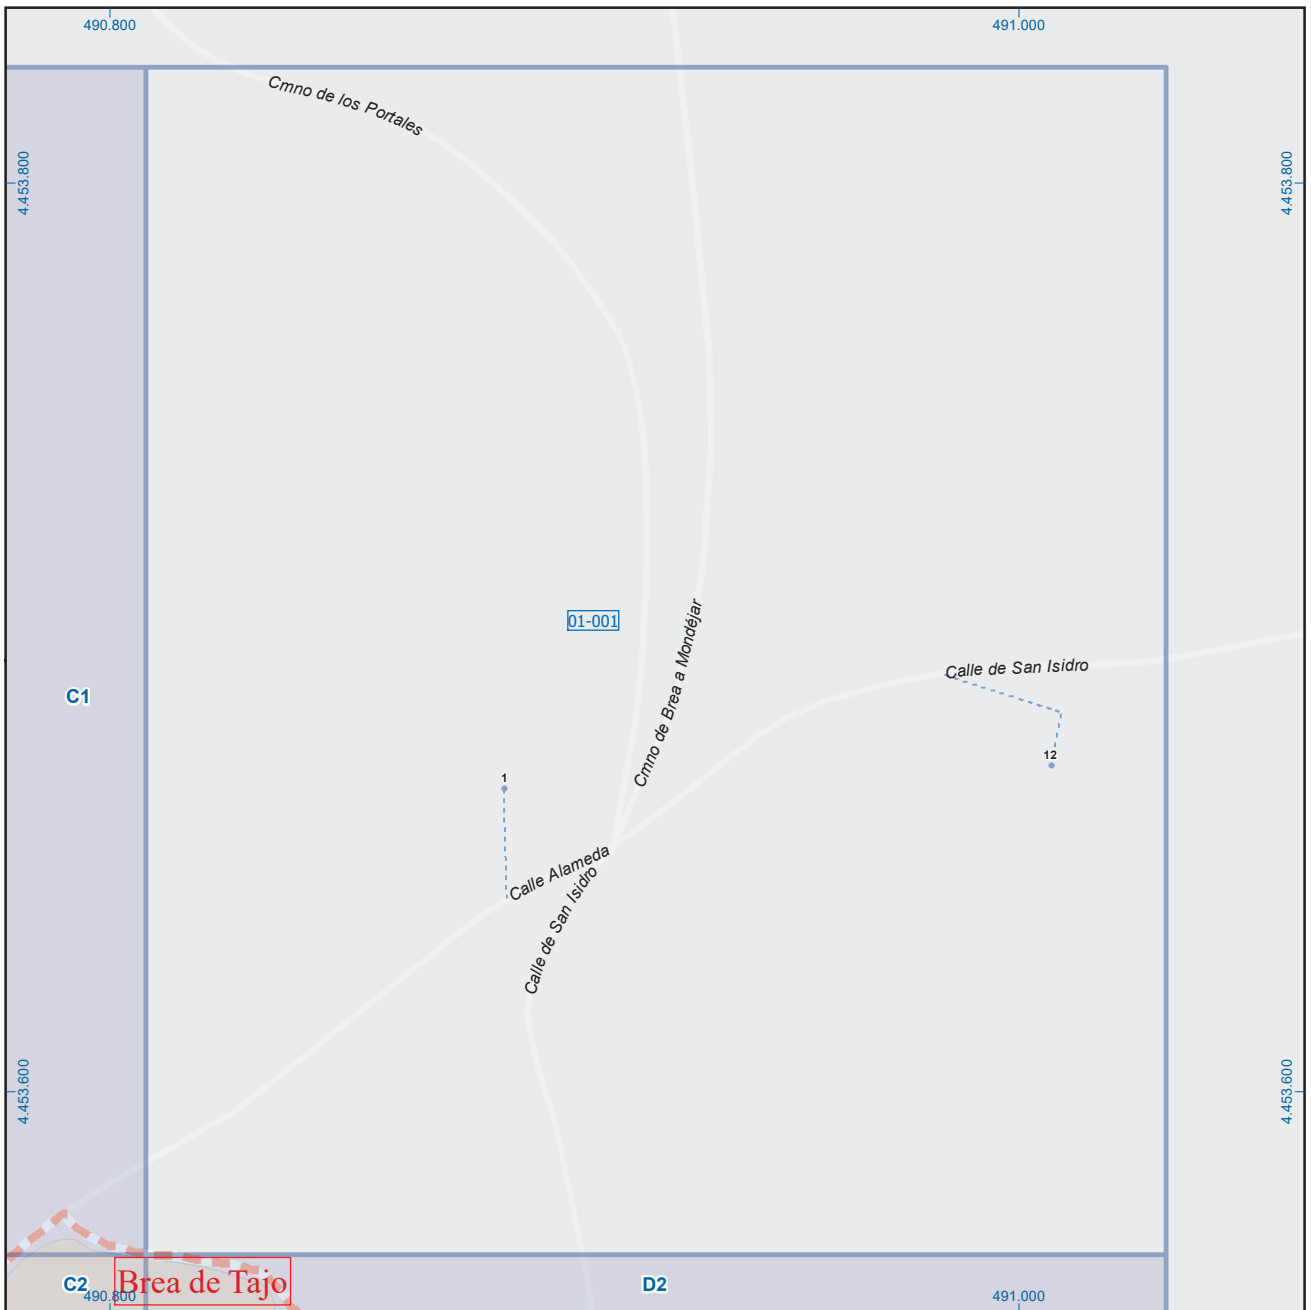 490.800
491.000
Cmno de los Portales
4.453.800
4.453.800
01-001
Cmno de Brea a Mondéjar
Calle de San Isidro
C1
12
1
Calle Alameda
Calle de San Isidro
4.453.600
4.453.600
C2
Brea de Tajo
D2
490.800
491.000